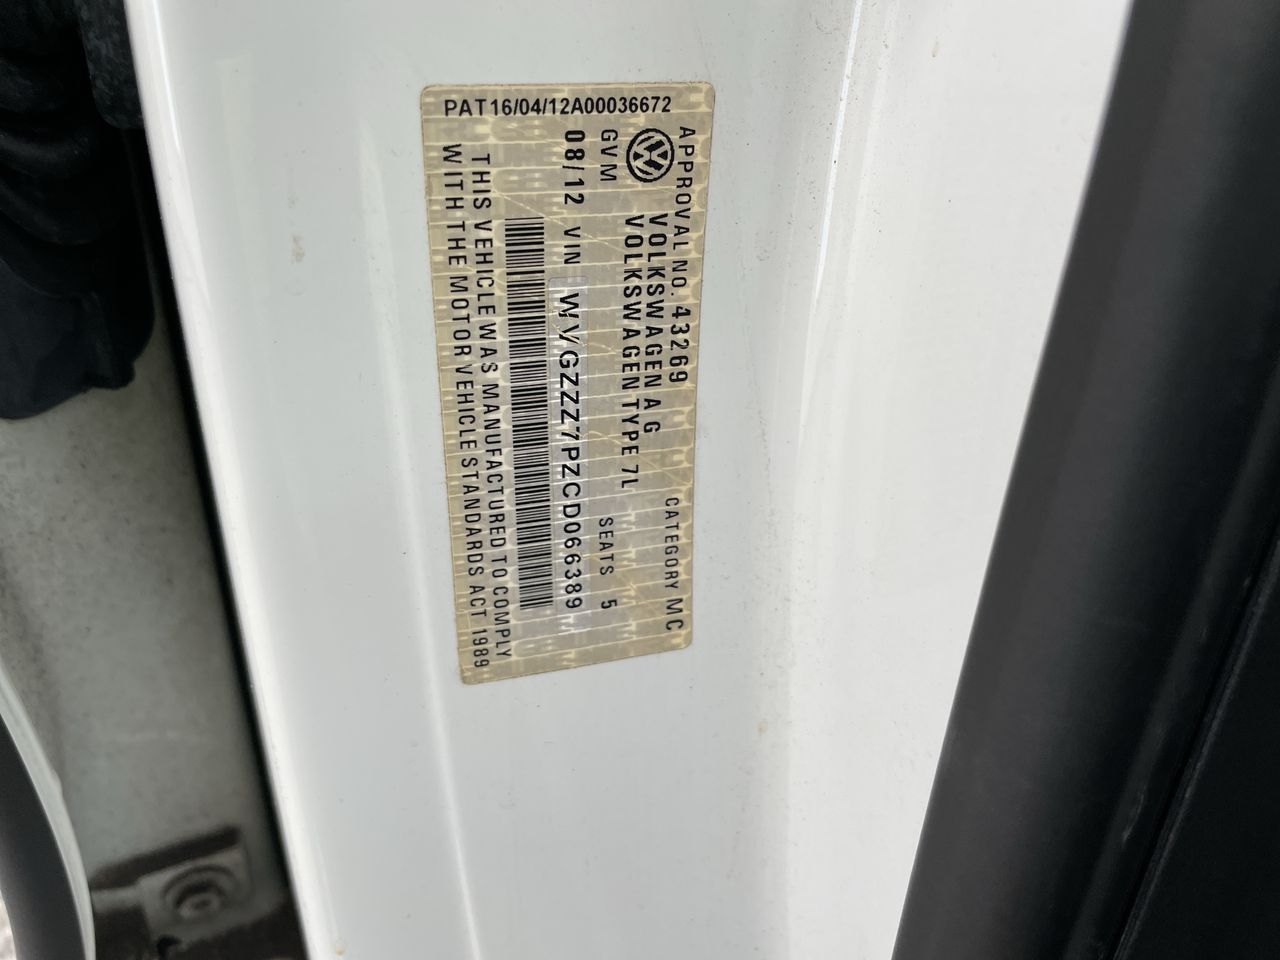 PAT16/04/12A00036672
APPROVAL NO. 43269 CATEGORY MC
VOLKSWAGEN AG
VOLKSWAGEN TYPE 7L
GVM SEATS 5
08/12 VIN WVGZZZ7PZCD066389
THIS VEHICLE WAS MANUFACTURED TO COMPLY
WITH THE MOTOR VEHICLE STANDARDS ACT 1989